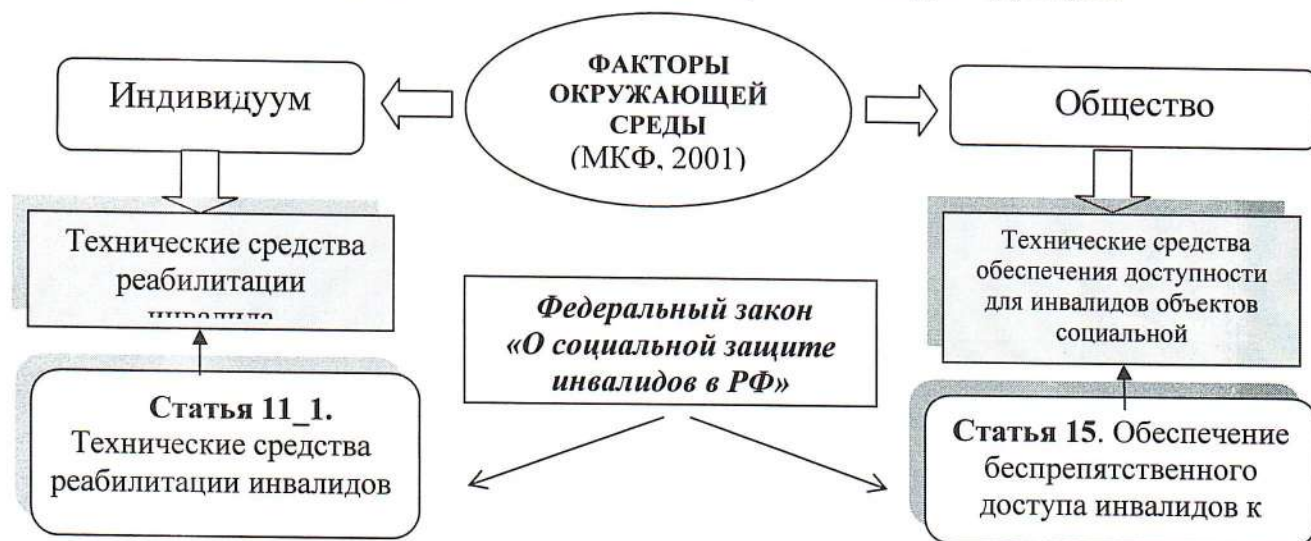 Индивидуум
ФАКТОРЫ
ОКРУЖАЮЩЕЙ
СРЕДЫ
(МКФ, 2001)
Общество
Технические средства
реабилитации
инвалида
Технические средства
обеспечения доступности
для инвалидов объектов
социальной
Федеральный закон
«О социальной защите
инвалидов в РФ»
Статья 11_1.
Технические средства
реабилитации инвалидов
Статья 15. Обеспечение
беспрепятственного
доступа инвалидов к